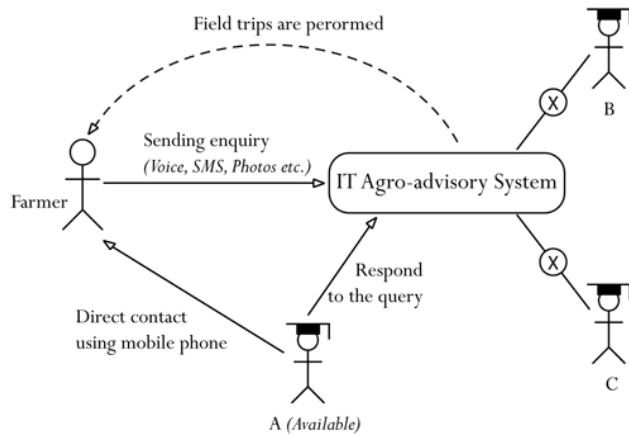 Field trips are perormed
B
Sending enquiry
(Voice, SMS, Photos etc.)
X
IT Agro-advisory System
Farmer
X
Respond
to the query
Direct contact
using mobile phone
C
A (Available)